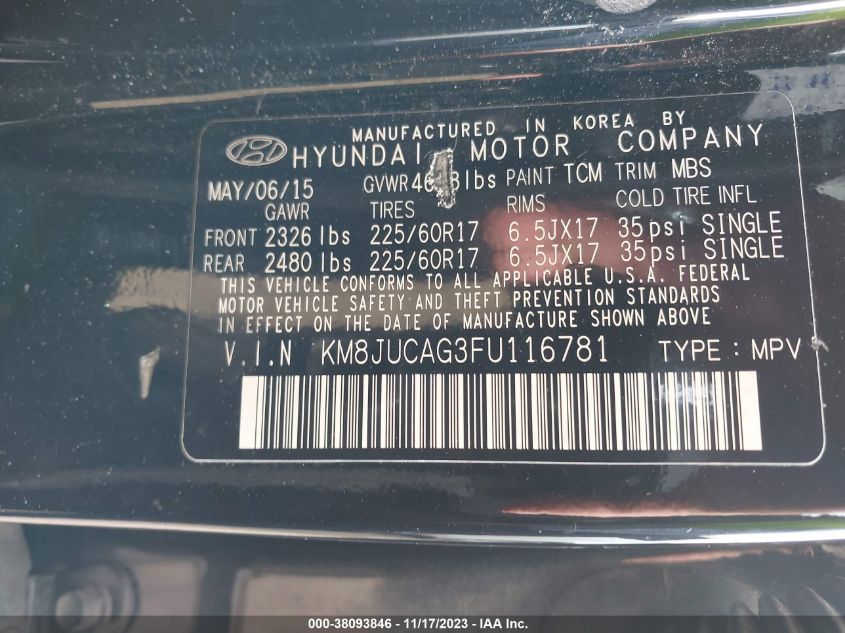 MANUFACTURED IN KOREA BY
HYUNDAI MOTOR COMPANY
MAY/06/15 GVWR lbs PAINT TCM TRIM MBS
GAWR TIRES RIMS COLD TIRE INFL
FRONT 2326 lbs 225/60R17 6.5JX17 35psi SINGLE
REAR 2480 lbs 225/60R17 6.5JX17 35psi SINGLE
THIS VEHICLE CONFORMS TO ALL APPLICABLE U.S.A. FEDERAL
MOTOR VEHICLE SAFETY AND THEFT PREVENTION STANDARDS
IN EFFECT ON THE DATE OF MANUFACTURE SHOWN ABOVE
V.I.N KM8JUCAG3FU116781 TYPE : MPV
000-38093846 - 11/17/2023 - IAA Inc.